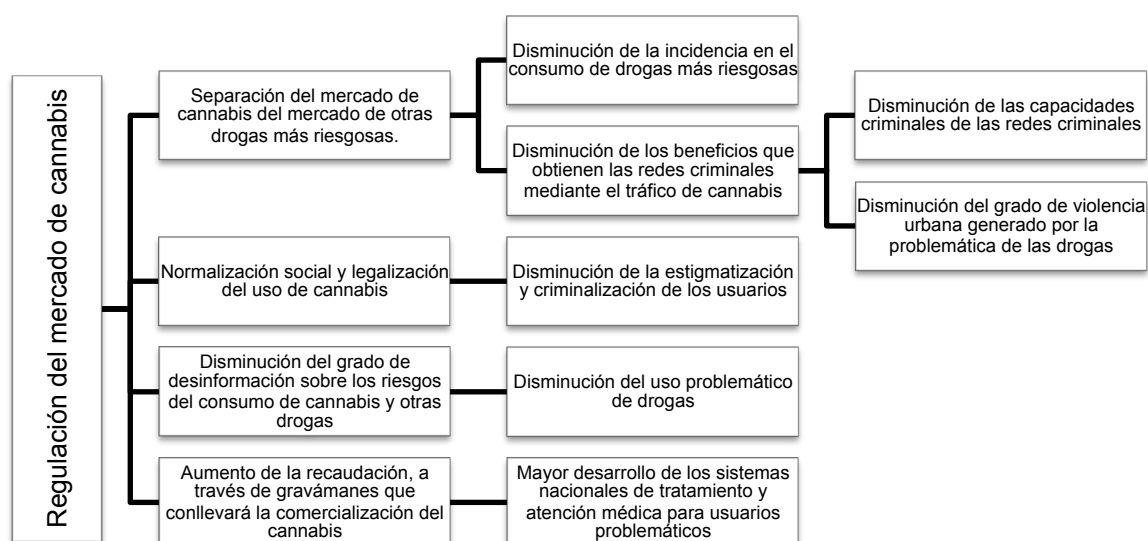 Regulación del mercado de cannabis
Separación del mercado de
cannabis del mercado de otras
drogas más riesgosas.
Disminución de la incidencia en el
consumo de drogas más riesgosas
Disminución de los beneficios que
obtienen las redes criminales
mediante el tráfico de cannabis
Disminución de las capacidades
criminales de las redes criminales
Disminución del grado de violencia
urbana generado por la
problemática de las drogas
Normalización social y legalización
del uso de cannabis
Disminución de la estigmatización
y criminalización de los usuarios
Disminución del grado de
desinformación sobre los riesgos
del consumo de cannabis y otras
drogas
Disminución del uso problemático
de drogas
Aumento de la recaudación, a
través de gravámanes que
conllevará la comercialización del
cannabis
Mayor desarrollo de los sistemas
nacionales de tratamiento y
atención médica para usuarios
problemáticos